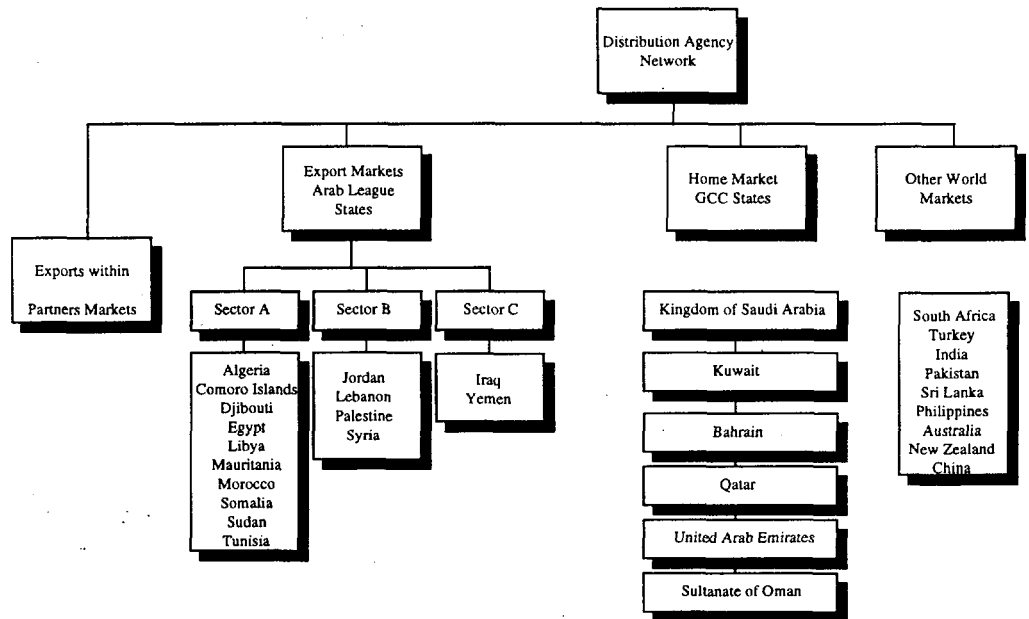 Distribution Agency
Network
Exports within
Partners Markets
Export Markets
Arab League
States
Home Market
GCC States
Other World
Markets
Sector A
Algeria
Comoro Islands
Djibouti
Egypt
Libya
Mauritania
Morocco
Somalia
Sudan
Tunisia
Sector B
Jordan
Lebanon
Palestine
Syria
Sector C
Iraq
Yemen
Kingdom of Saudi Arabia
Kuwait
Bahrain
Qatar
United Arab Emirates
Sultanate of Oman
South Africa
Turkey
India
Pakistan
Sri Lanka
Philippines
Australia
New Zealand
China